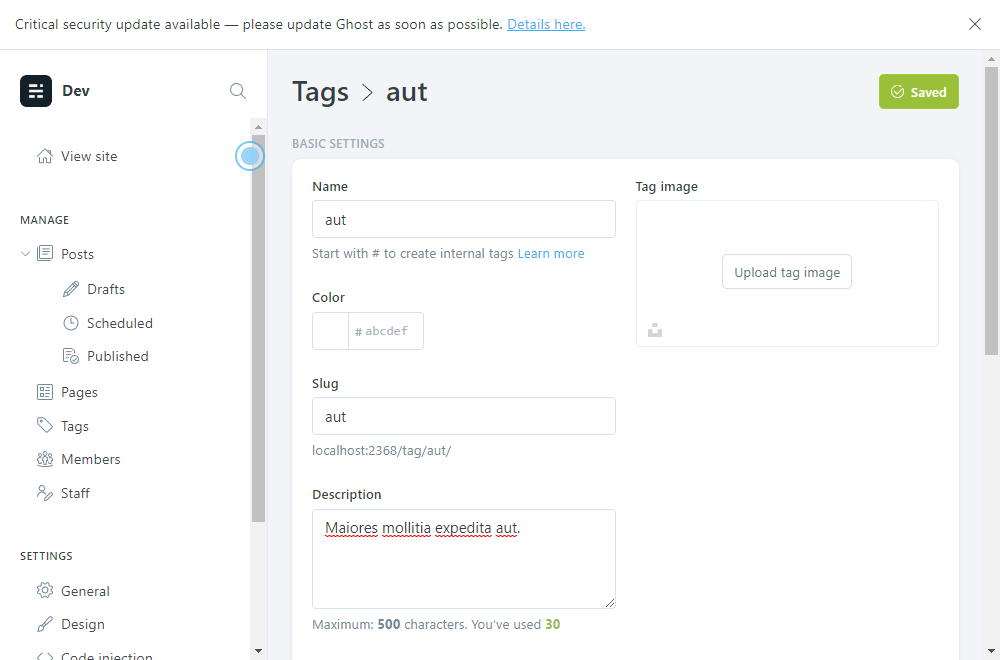 Critical security update available — please update Ghost as soon as possible. Details here.
Dev
View site
MANAGE
Posts
Drafts
Scheduled
Published
Pages
Tags
Members
Staff
SETTINGS
General
Design
Code injection
Tags > aut
Saved
BASIC SETTINGS
Name
aut
Start with # to create internal tags Learn more
Color
# abcdef
Slug
aut
localhost:2368/tag/aut/
Description
Maiores mollitia expedita aut.
Maximum: 500 characters. You've used 30
Tag image
Upload tag image